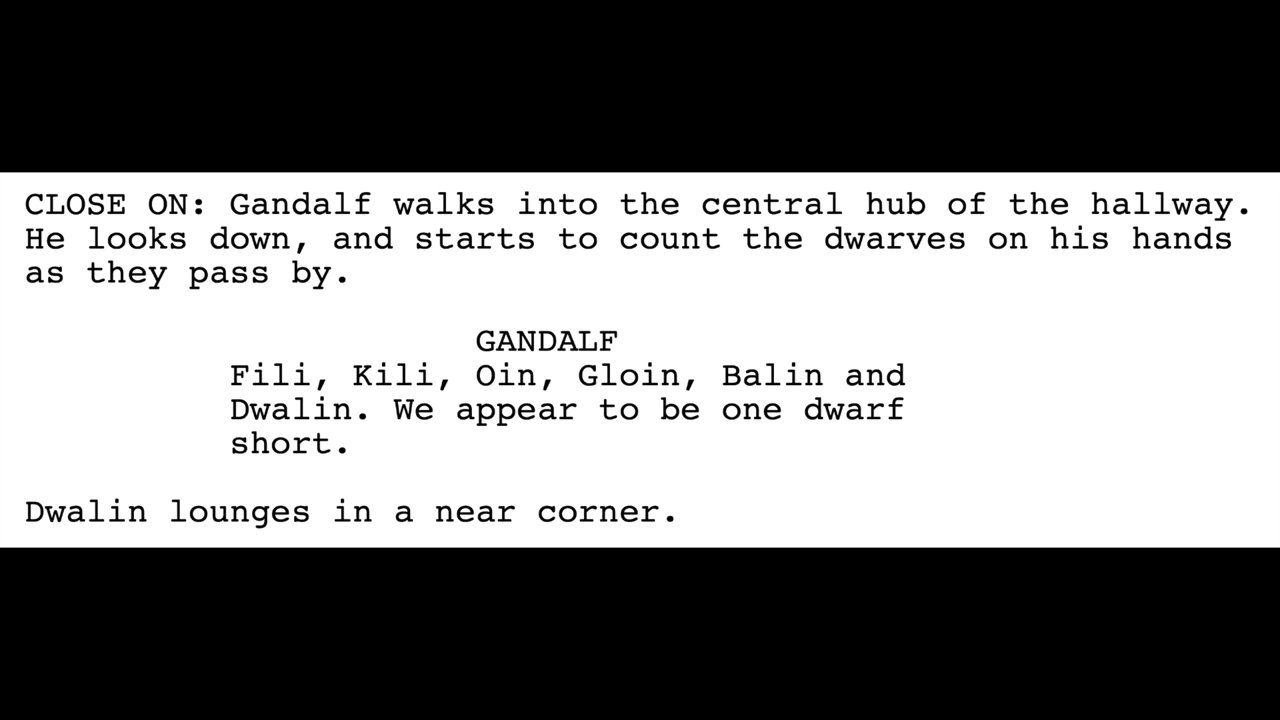 CLOSE ON: Gandalf walks into the central hub of the hallway.
He looks down, and starts to count the dwarves on his hands
as they pass by.
GANDALF
Fili, Kili, Oin, Gloin, Balin and
Dwalin. We appear to be one dwarf
short.
Dwalin lounges in a near corner.